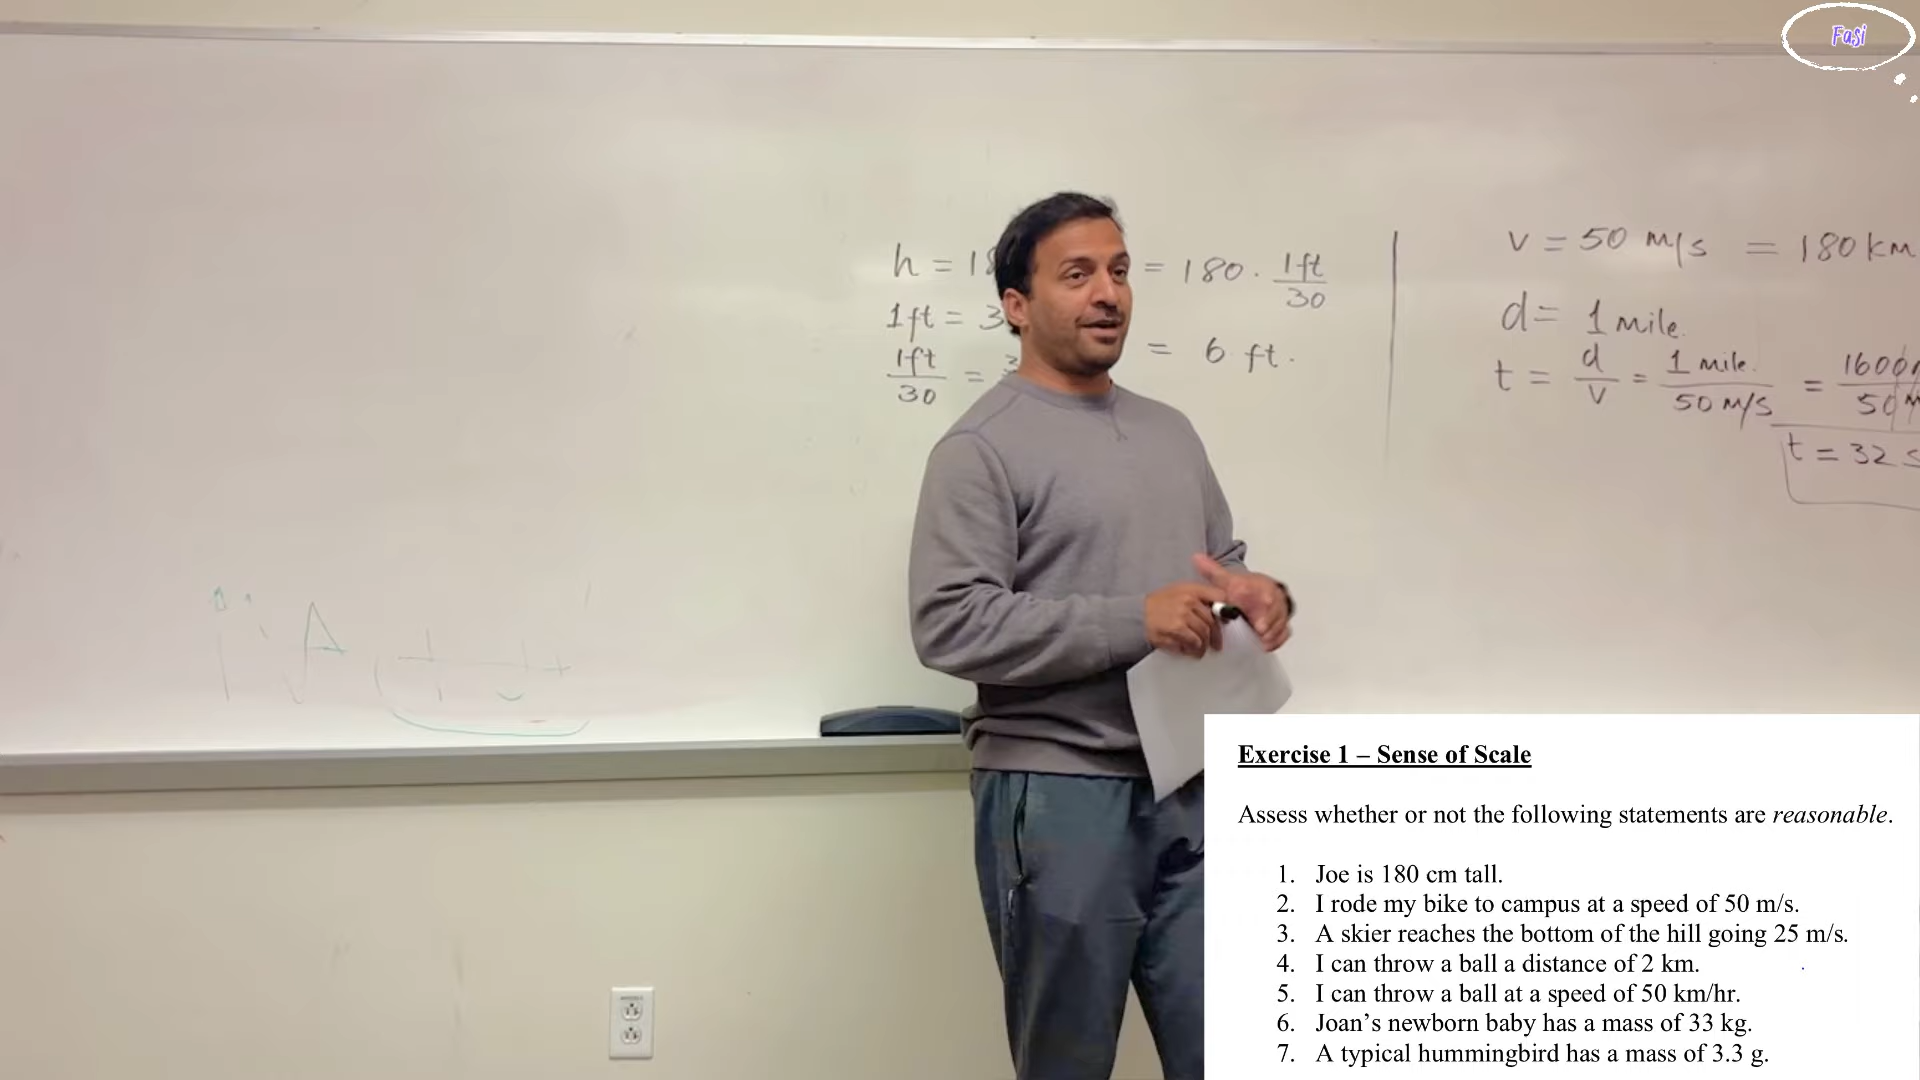 Fasi
h = 18 = 180 . 1ft
30
1ft = 3
= 6 ft.
1ft = 3
30
v = 50 m/s = 180 km
d = 1 mile.
t = d = 1 mile. = 1600
v 50 m/s 50
t = 32 s
Exercise 1 – Sense of Scale
Assess whether or not the following statements are reasonable.
1. Joe is 180 cm tall.
2. I rode my bike to campus at a speed of 50 m/s.
3. A skier reaches the bottom of the hill going 25 m/s.
4. I can throw a ball a distance of 2 km.
5. I can throw a ball at a speed of 50 km/hr.
6. Joan’s newborn baby has a mass of 33 kg.
7. A typical hummingbird has a mass of 3.3 g.